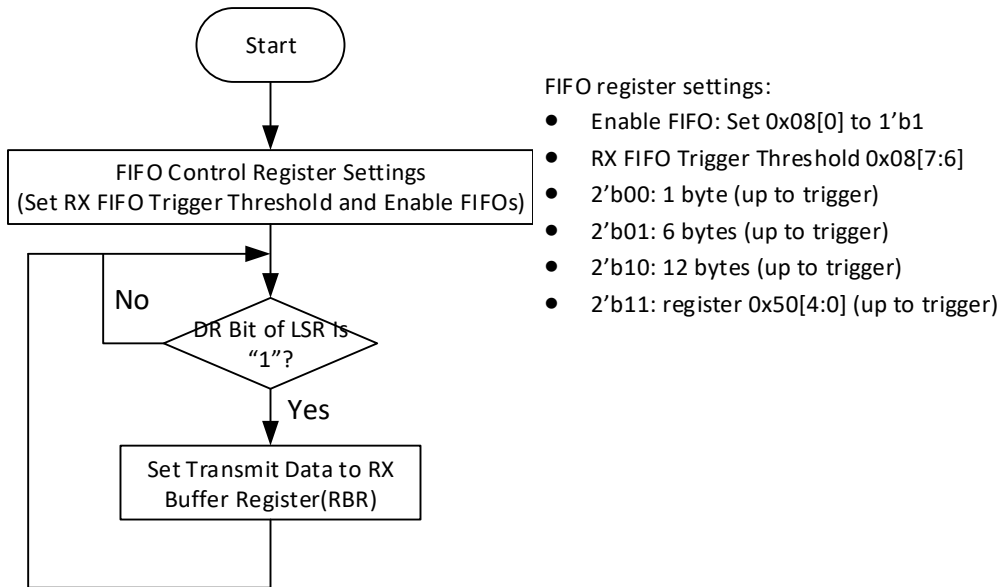 Start
FIFO Control Register Settings
(Set RX FIFO Trigger Threshold and Enable FIFOs)
No
DR Bit of LSR Is
“1”?
Yes
Set Transmit Data to RX
Buffer Register(RBR)
FIFO register settings:
● Enable FIFO: Set 0x08[0] to 1’b1
● RX FIFO Trigger Threshold 0x08[7:6]
● 2’b00: 1 byte (up to trigger)
● 2’b01: 6 bytes (up to trigger)
● 2’b10: 12 bytes (up to trigger)
● 2’b11: register 0x50[4:0] (up to trigger)